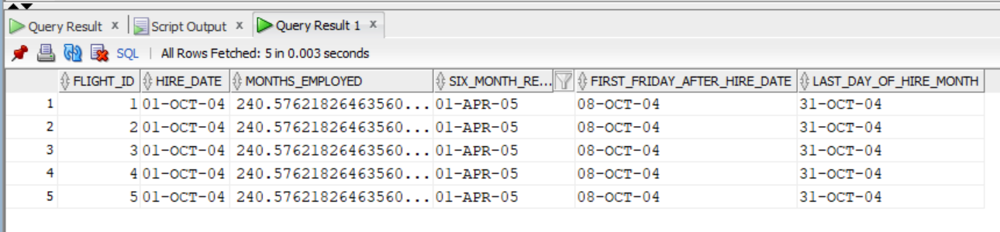 Query Result x Script Output x Query Result 1 x
SQL | All Rows Fetched: 5 in 0.003 seconds
FLIGHT_ID HIRE_DATE MONTHS_EMPLOYED SIX_MONTH_RE... FIRST_FRIDAY_AFTER_HIRE_DATE LAST_DAY_OF_HIRE_MONTH
1 1 01-OCT-04 240.57621826463560... 01-APR-05 08-OCT-04 31-OCT-04
2 2 01-OCT-04 240.57621826463560... 01-APR-05 08-OCT-04 31-OCT-04
3 3 01-OCT-04 240.57621826463560... 01-APR-05 08-OCT-04 31-OCT-04
4 4 01-OCT-04 240.57621826463560... 01-APR-05 08-OCT-04 31-OCT-04
5 5 01-OCT-04 240.57621826463560... 01-APR-05 08-OCT-04 31-OCT-04